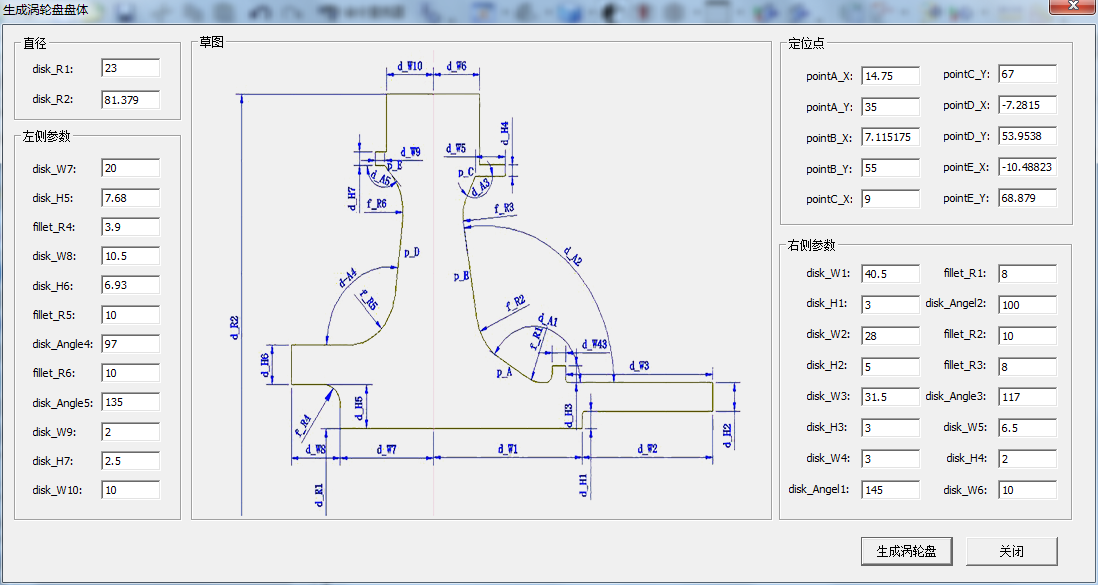 生成涡轮盘盘体
直径
disk_R1: 23
disk_R2: 81.379
左侧参数
disk_W7: 20
disk_H5: 7.68
fillet_R4: 3.9
disk_W8: 10.5
disk_H6: 6.93
fillet_R5: 10
disk_Angle4: 97
fillet_R6: 10
disk_Angle5: 135
disk_W9: 2
disk_H7: 2.5
disk_W10: 10
草图
d_W10 d_W6
d_H4
d_W9 d_W5
p_E p_C
d_A5 d_A3
d_H7
f_R6 f_R3
p_D d_A2
d-A4 p_B
f_R5 f_R2
d_R2 d_A1
f_R1 d_W43
d_H6 p_A d_W3
d_H5 d_H3
f_R4 d_H2
d_W8 d_W7 d_W1 d_W2
d_R1 d_H1
定位点
pointA_X: 14.75 pointC_Y: 67
pointA_Y: 35 pointD_X: -7.2815
pointB_X: 7.115175 pointD_Y: 53.9538
pointB_Y: 55 pointE_X: -10.48823
pointC_X: 9 pointE_Y: 68.879
右侧参数
disk_W1: 40.5 fillet_R1: 8
disk_H1: 3 disk_Angel2: 100
disk_W2: 28 fillet_R2: 10
disk_H2: 5 fillet_R3: 8
disk_W3: 31.5 disk_Angle3: 117
disk_H3: 3 disk_W5: 6.5
disk_W4: 3 disk_H4: 2
disk_Angel1: 145 disk_W6: 10
生成涡轮盘 关闭